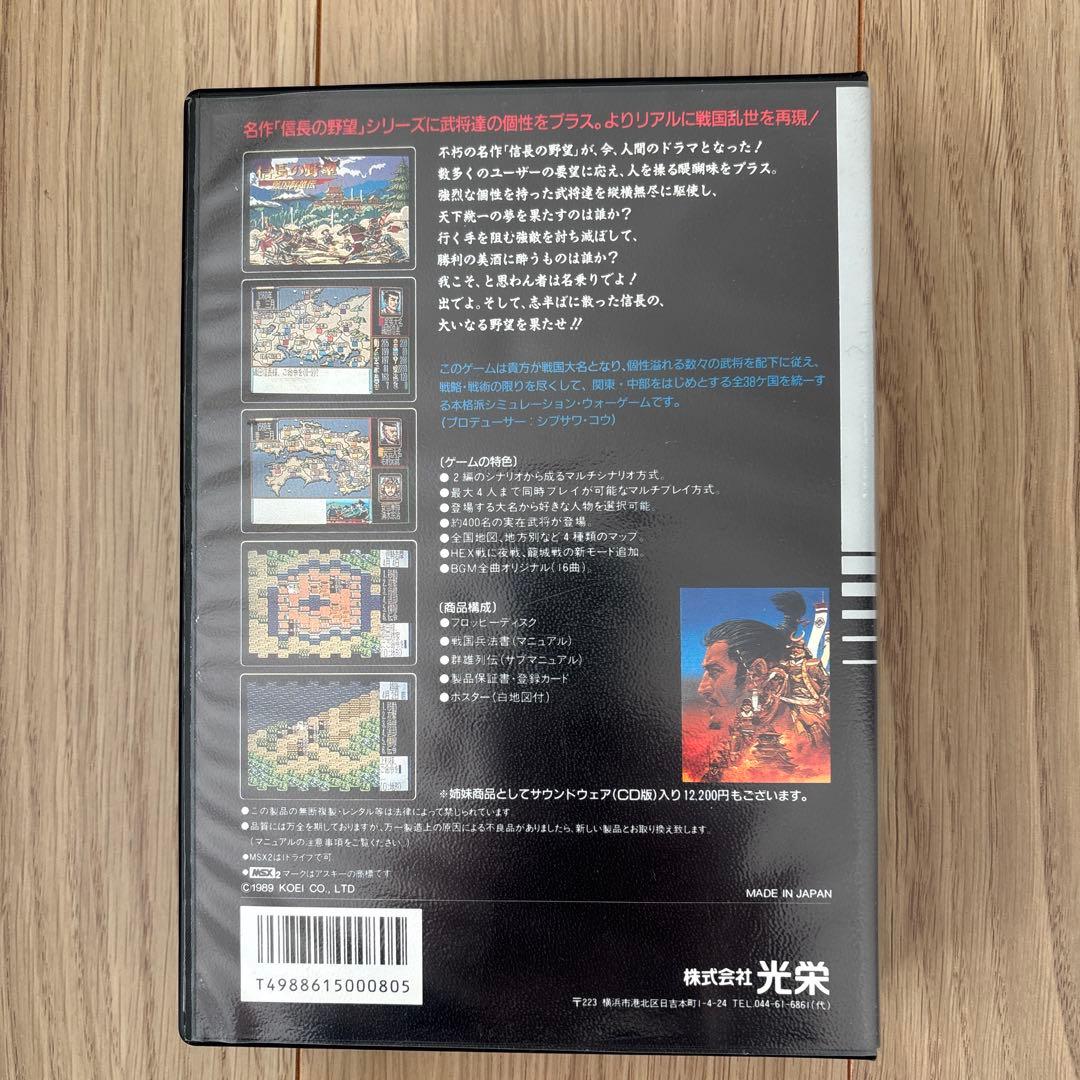 名作「信長の野望」シリーズに武将達の個性をプラス。よりリアルに戦国乱世を再現！
信長の野望
不朽の名作「信長の野望」が、今、人間のドラマとなった！
数多くのユーザーの要望に応え、人を操る醍醐味をプラス。
強烈な個性を持った武将達を縦横無尽に駆使し、
天下幾一の夢を果たすのは誰か？
行く手を阻む強敵を討ち滅ぼして、
勝利の美酒に酔うものは誰か？
我こそ、と思わん者は名乗りでよ！
出でよ。そして、志半ばに散った信長の、
大いなる野望を果たせ！！
このゲームは貴方が戦国大名となり、個性溢れる数々の武将を配下に従え、
戦略・戦術の限りを尽くして、関東・中部をはじめとする全38ケ国を統一す
る本格派シミュレーション・ウォーゲームです。
（プロデューサー：シブサワ・コウ）
〔ゲームの特色〕
●2編のシナリオから成るマルチシナリオ方式。
●最大4人まで同時プレイが可能なマルチプレイ方式。
●登場する大名から好きな人物を選択可能。
●約400名の実在武将が登場。
●全国地図、地方別など4種類のマップ。
●HEX戦に夜戦、籠城戦の新モード追加。
●BGM全曲オリジナル（16曲）。
〔商品構成〕
●フロッピーディスク
●戦国兵法書（マニュアル）
●群雄列伝（サブマニュアル）
●製品保証書・登録カード
●ポスター（白地図付）
※姉妹商品としてサウンドウェア（CD版）入り12,200円もございます。
●この製品の無断複製・レンタル等は法律によって禁じられています
●品質には万全を期しておりますが、万一製造上の原因による不良品がありましたら、新しい製品とお取り換え致します。
（マニュアルの注意事項をご覧ください。）
●MSX2は1ドライブで可
●MSX2マークはアスキーの商標です
©1989 KOEI CO., LTD
MADE IN JAPAN
T4988615000805
株式会社 光栄
〒223 横浜市港北区日吉本町1-4-24 TEL.044-61-6861（代）